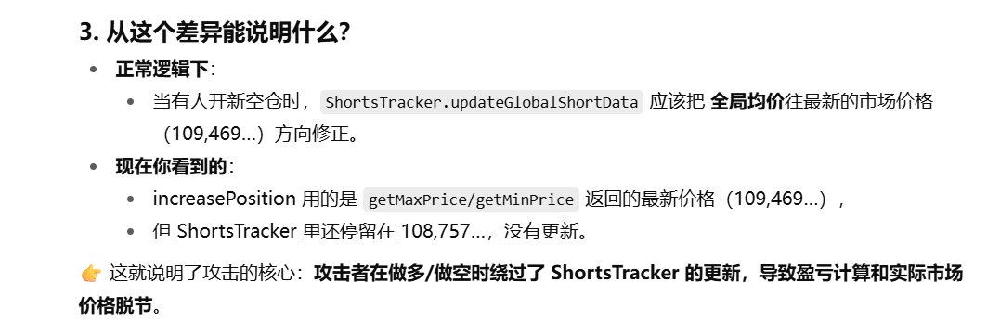 3. 从这个差异能说明什么？
• 正常逻辑下：
• 当有人开新空仓时，ShortsTracker.updateGlobalShortData 应该把 全局均价往最新的市场价格
（109,469…）方向修正。
• 现在你看到的：
• increasePosition 用的是 getMaxPrice/getMinPrice 返回的最新价格（109,469…），
• 但 ShortsTracker 里还停留在 108,757…，没有更新。
👉 这就说明了攻击的核心：攻击者在做多/做空时绕过了 ShortsTracker 的更新，导致盈亏计算和实际市场
价格脱节。